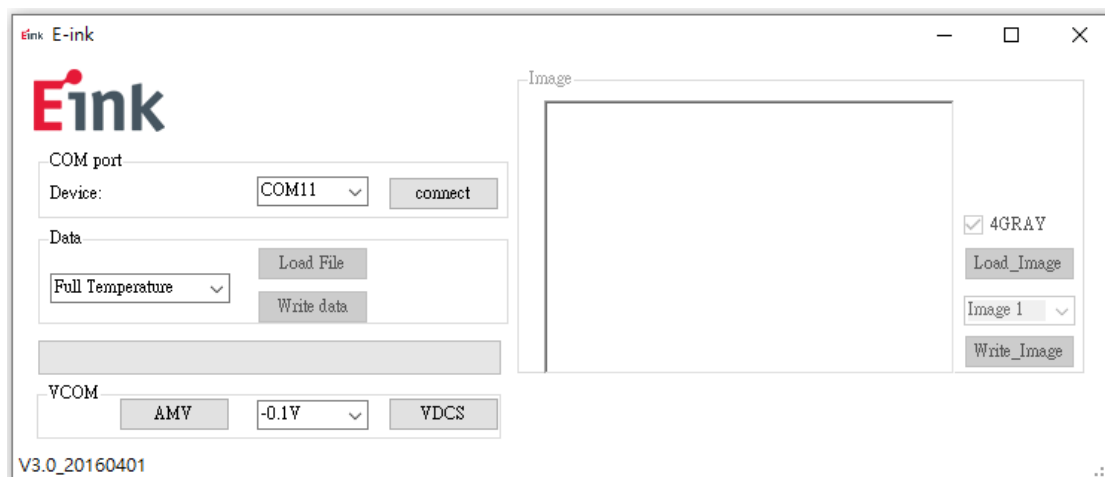 Eink E-ink
Eink
COM port
Device:
COM11
connect
Data
Full Temperature
Load File
Write data
VCOM
AMV
-0.1V
VDCS
V3.0_20160401
Image
4GRAY
Load_Image
Image 1
Write_Image